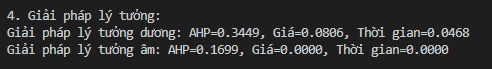 4. Giải pháp lý tưởng:
Giải pháp lý tưởng dương: AHP=0.3449, Giá=0.0806, Thời gian=0.0468
Giải pháp lý tưởng âm: AHP=0.1699, Giá=0.0000, Thời gian=0.0000